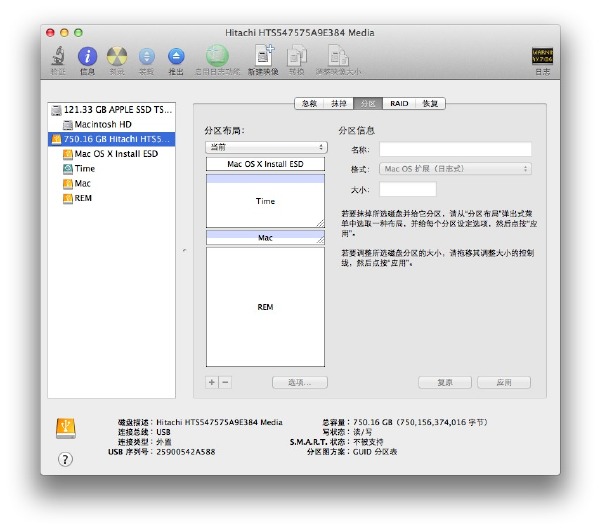 Hitachi HTS547575A9E384 Media
验证
信息
刻录
装载
推出
启用日志功能
新建映像
转换
调整映像大小
日志
121.33 GB APPLE SSD TS...
Macintosh HD
750.16 GB Hitachi HTS5...
Mac OS X Install ESD
Time
Mac
REM
急救 抹掉 分区 RAID 恢复
分区布局:
当前
Mac OS X Install ESD
Time
Mac
REM
选项...
分区信息
名称:
格式: Mac OS 扩展（日志式）
大小:
若要抹掉所选磁盘并给它分区，请从“分区布局”弹出式菜
单中选取一种布局，并给每个分区设定选项，然后点按“应
用”。
若要调整所选磁盘分区的大小，请拖移其调整大小的控制
线，然后点按“应用”。
复原 应用
磁盘描述: Hitachi HTS547575A9E384 Media
连接总线: USB
连接类型: 外置
USB 序列号: 25900542A588
总容量: 750.16 GB (750,156,374,016 字节)
写状态: 读/写
S.M.A.R.T. 状态: 不被支持
分区图方案: GUID 分区表